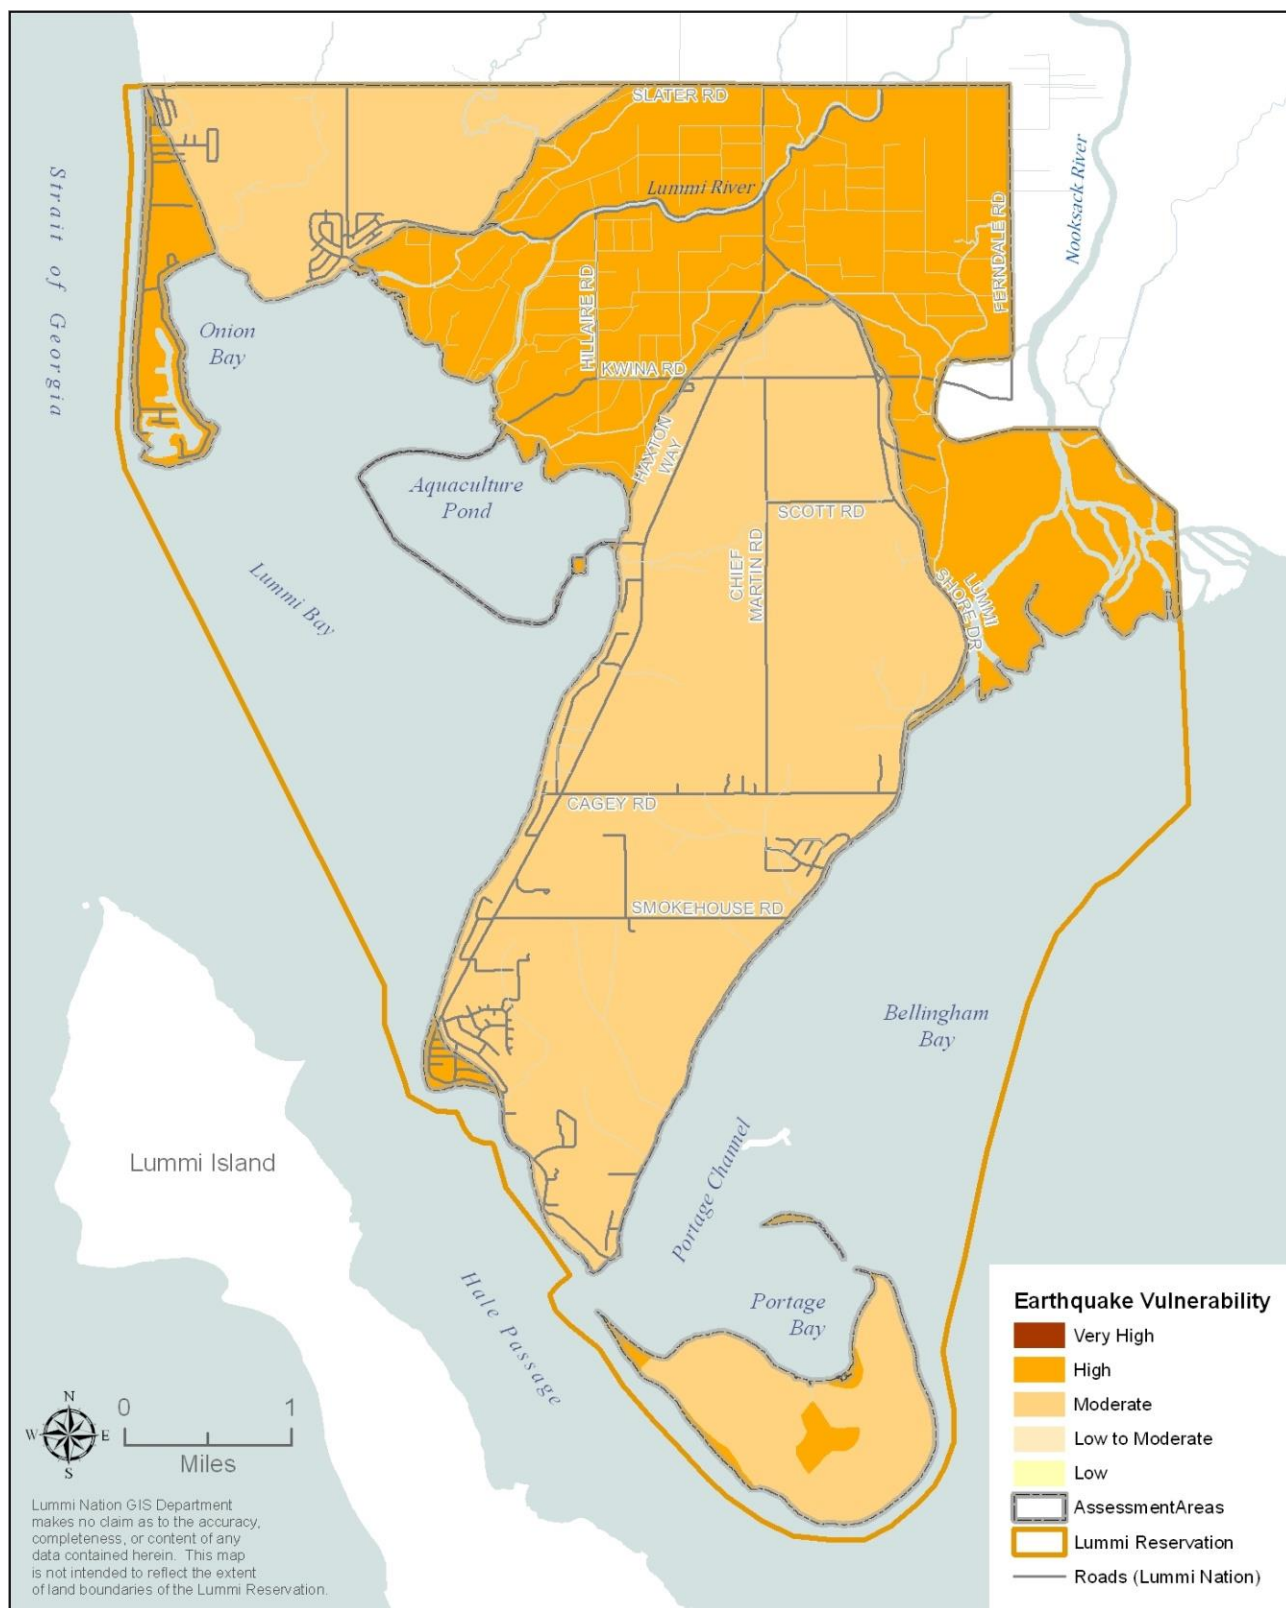 SLATER RD
Strait of Georgia
Lummi River
Nooksack River
FERNDALE RD
Onion
Bay
HILLAIRE RD
KWINA RD
HAXTON
WAY
Aquaculture
Pond
SCOTT RD
CHIEF
MARTIN RD
LUMMI
SHORE DR
Lummi Bay
CAGEY RD
SMOKEHOUSE RD
Bellingham
Bay
Lummi Island
Portage Channel
Hale Passage
Portage
Bay
Earthquake Vulnerability
Very High
High
Moderate
Low to Moderate
Low
AssessmentAreas
Lummi Reservation
Roads (Lummi Nation)
N
W E
S
0 1
Miles
Lummi Nation GIS Department
makes no claim as to the accuracy,
completeness, or content of any
data contained herein. This map
is not intended to reflect the extent
of land boundaries of the Lummi Reservation.